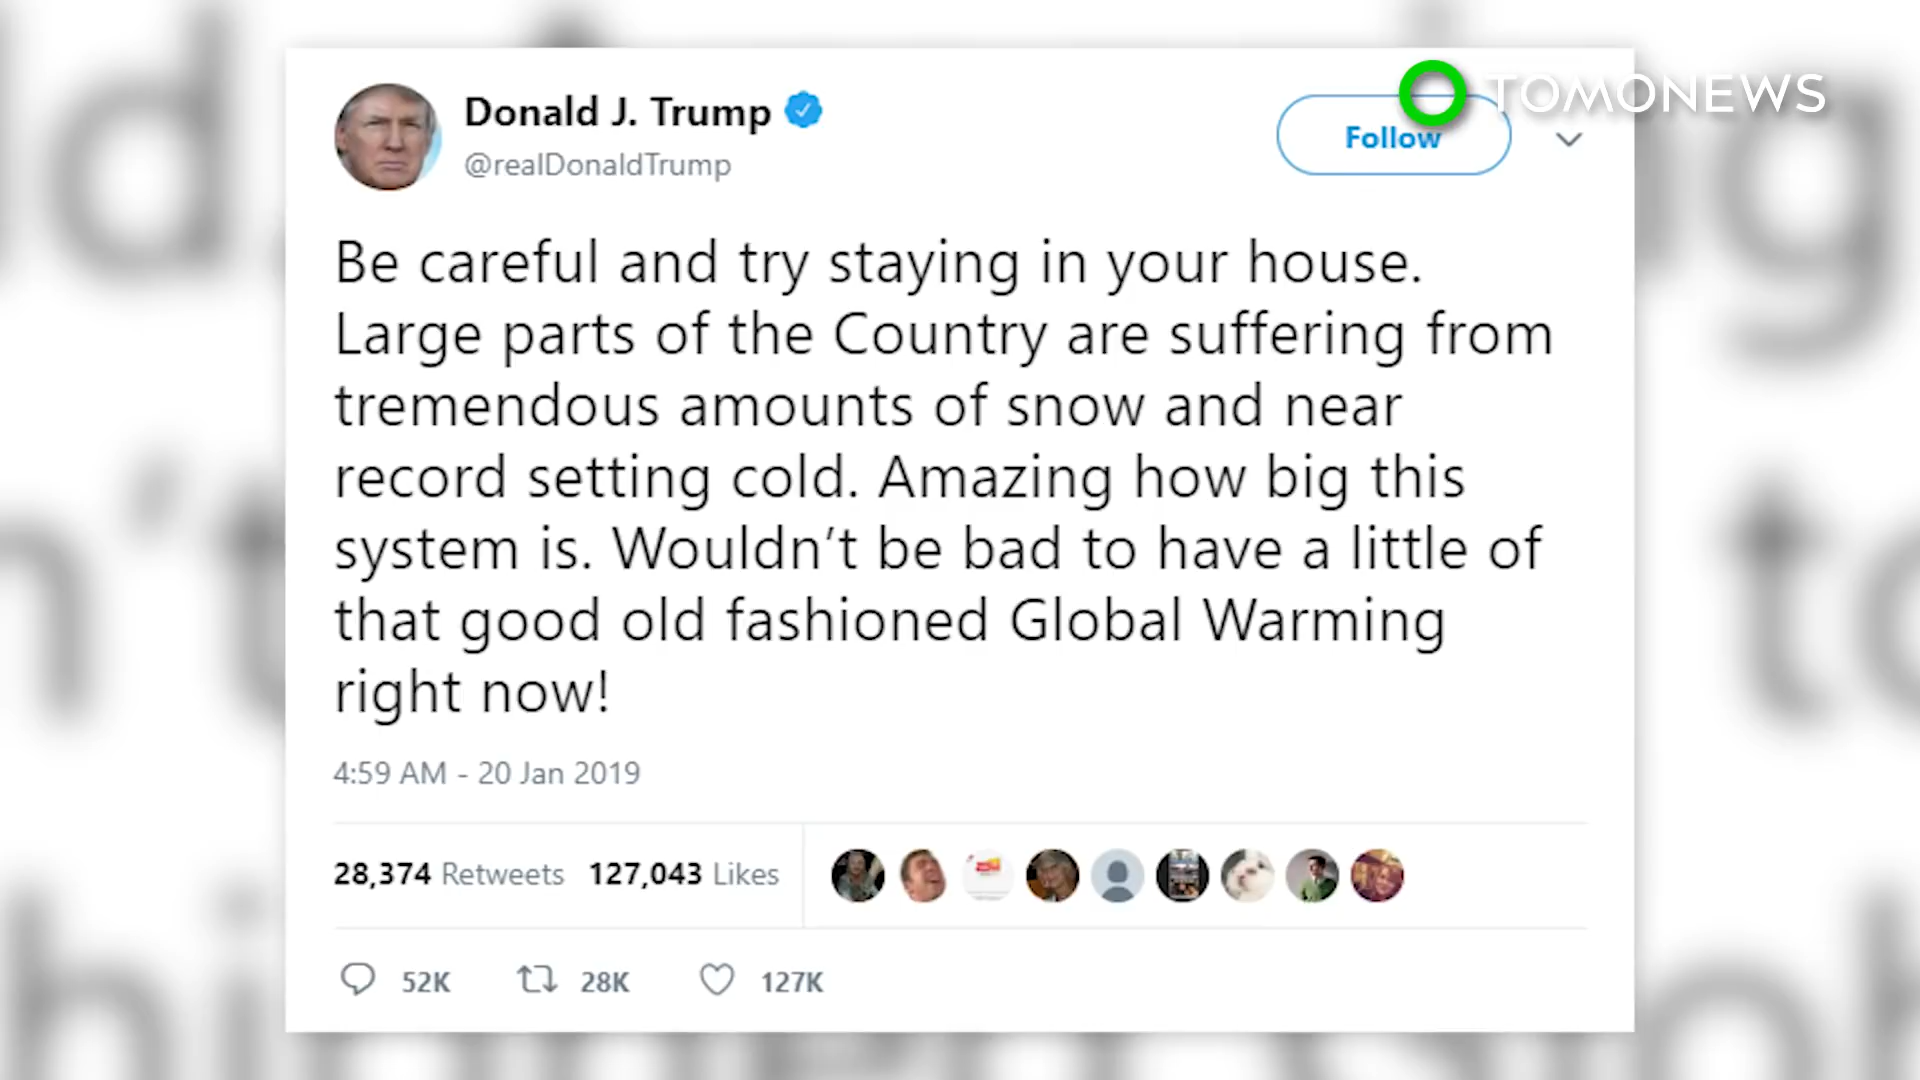 TOMONEWS
Donald J. Trump
@realDonaldTrump
Follow
Be careful and try staying in your house.
Large parts of the Country are suffering from
tremendous amounts of snow and near
record setting cold. Amazing how big this
system is. Wouldn’t be bad to have a little of
that good old fashioned Global Warming
right now!
4:59 AM - 20 Jan 2019
28,374 Retweets 127,043 Likes
52K 28K 127K